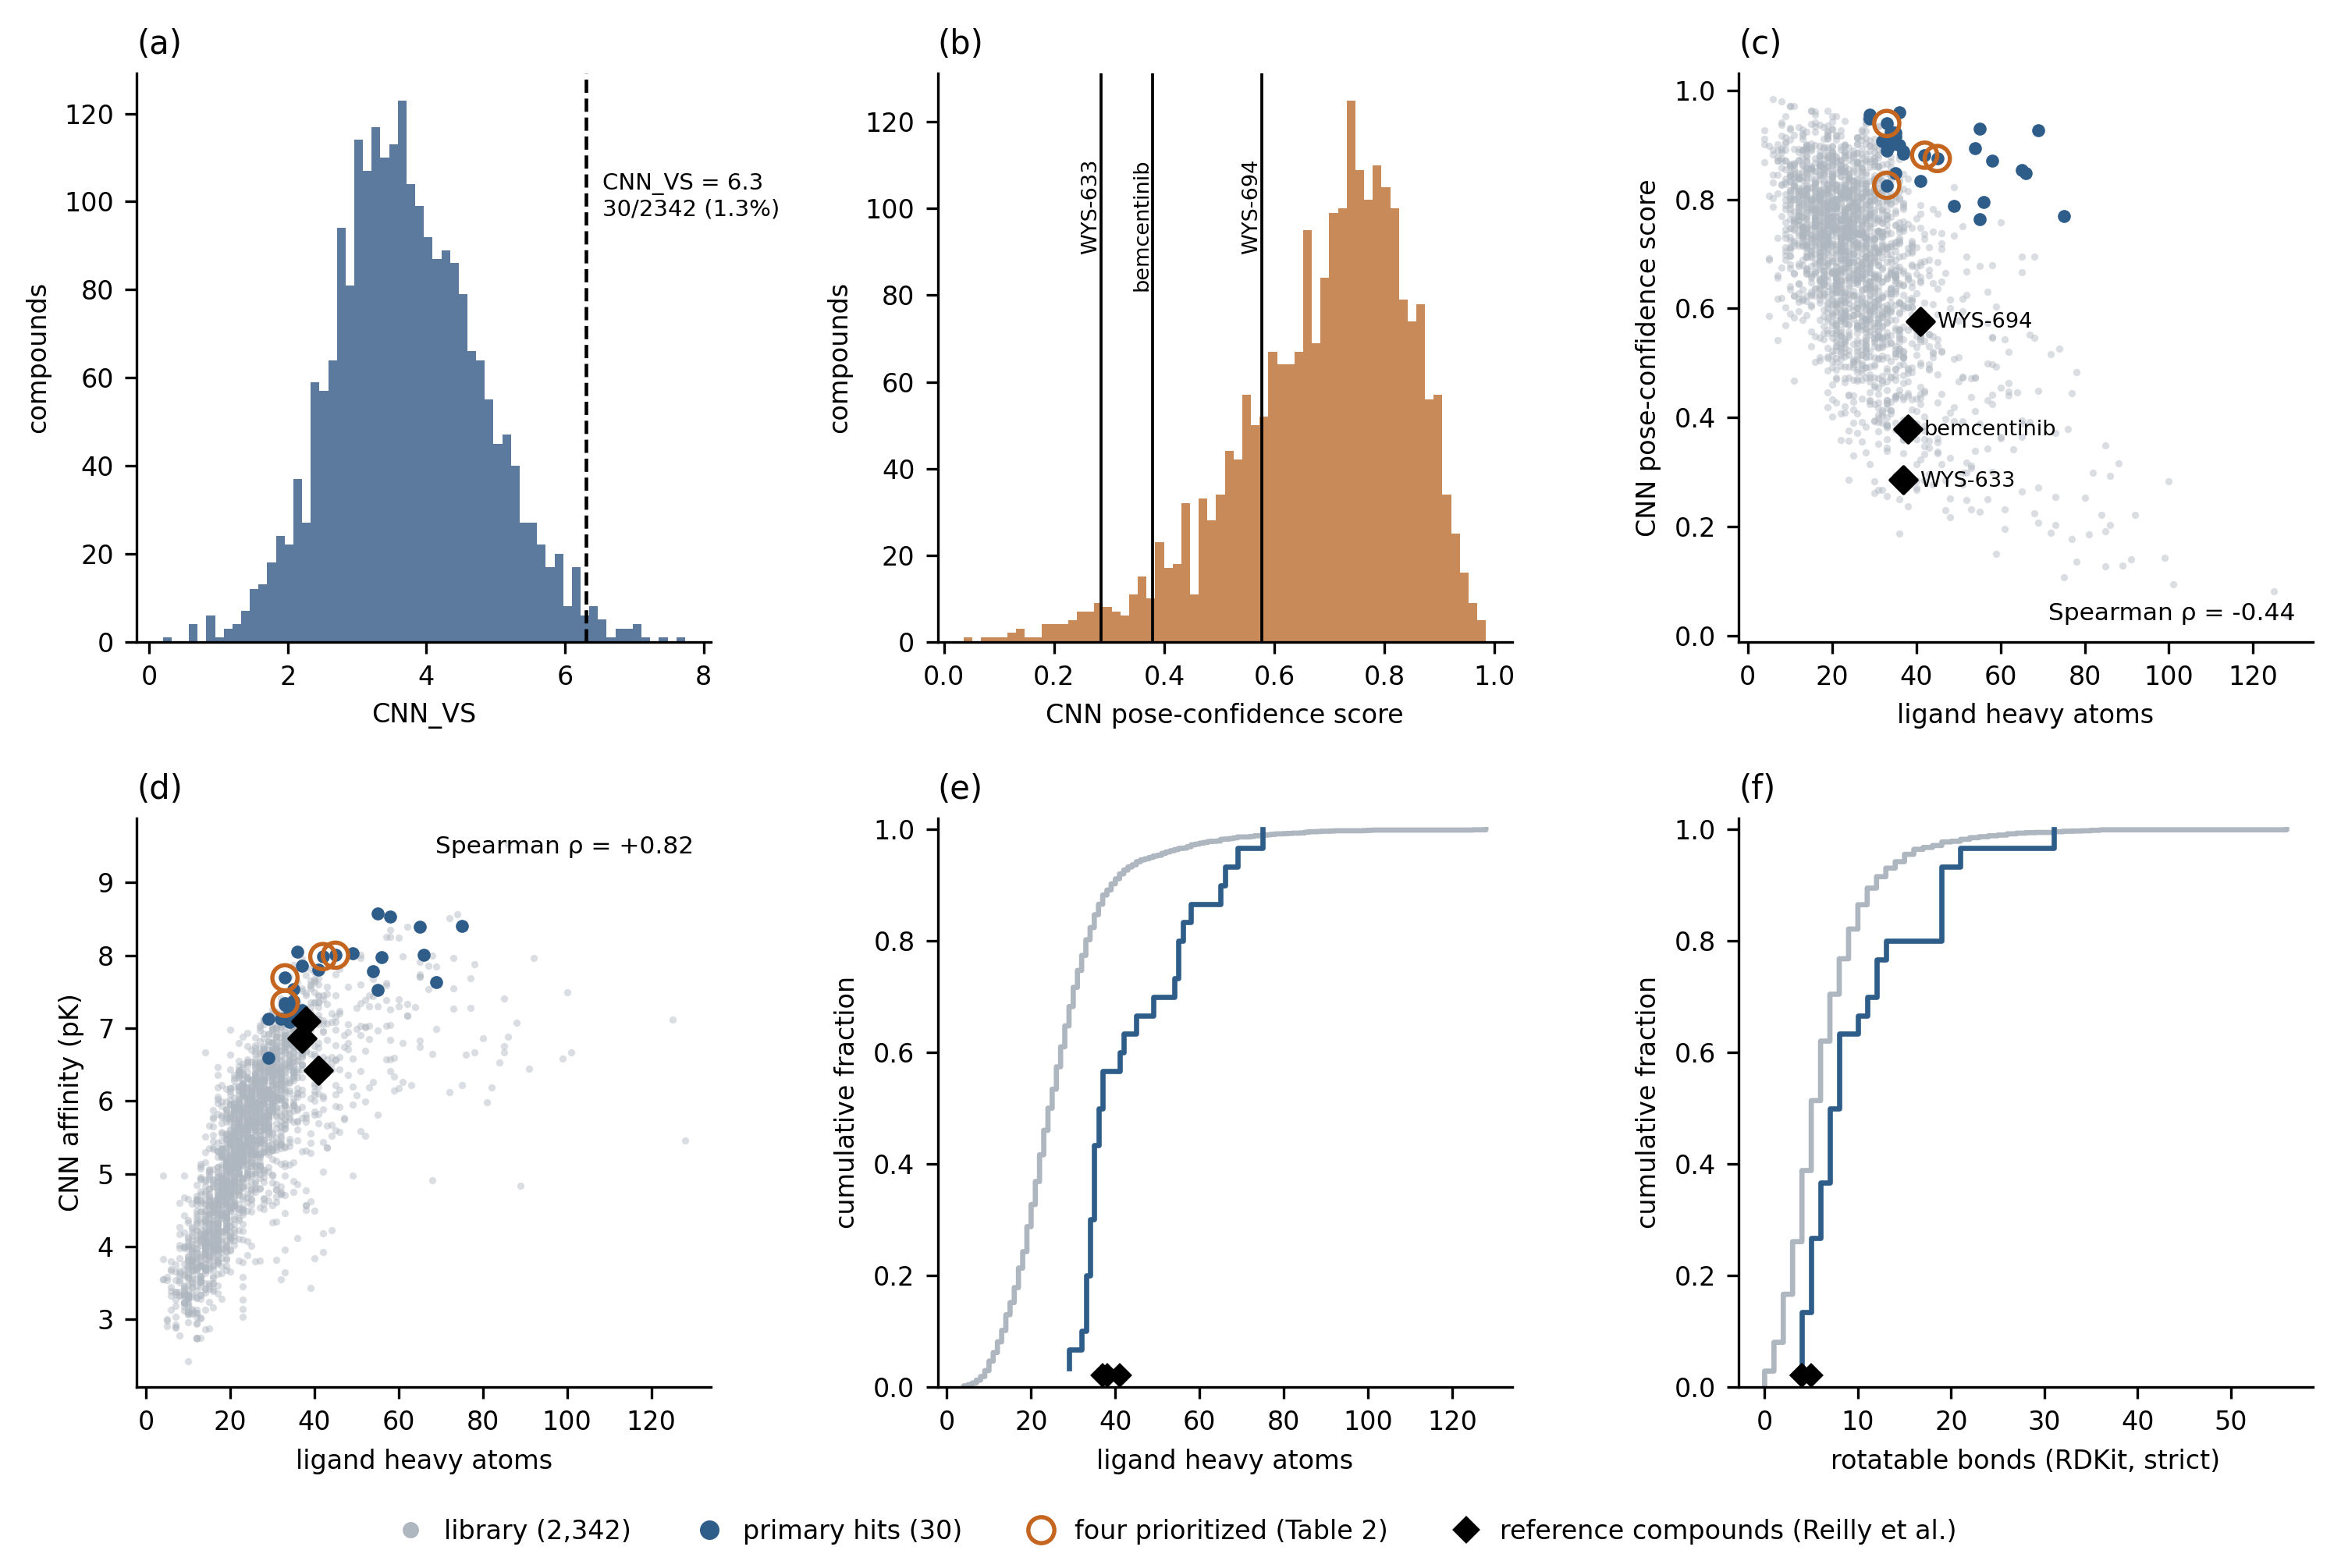 (a)
120
100
80
60
40
20
0
compounds
CNN_VS = 6.3
30/2342 (1.3%)
0 2 4 6 8
CNN_VS
(b)
120
100
80
60
40
20
0
compounds
WYS-633
bemcentinib
WYS-694
0.0 0.2 0.4 0.6 0.8 1.0
CNN pose-confidence score
(c)
1.0
0.8
0.6
0.4
0.2
0.0
CNN pose-confidence score
WYS-694
bemcentinib
WYS-633
Spearman ρ = -0.44
0 20 40 60 80 100 120
ligand heavy atoms
(d)
Spearman ρ = +0.82
9
8
7
6
5
4
3
CNN affinity (pK)
0 20 40 60 80 100 120
ligand heavy atoms
(e)
1.0
0.8
0.6
0.4
0.2
0.0
cumulative fraction
0 20 40 60 80 100 120
ligand heavy atoms
(f)
1.0
0.8
0.6
0.4
0.2
0.0
cumulative fraction
0 10 20 30 40 50
rotatable bonds (RDKit, strict)
library (2,342)
primary hits (30)
four prioritized (Table 2)
reference compounds (Reilly et al.)